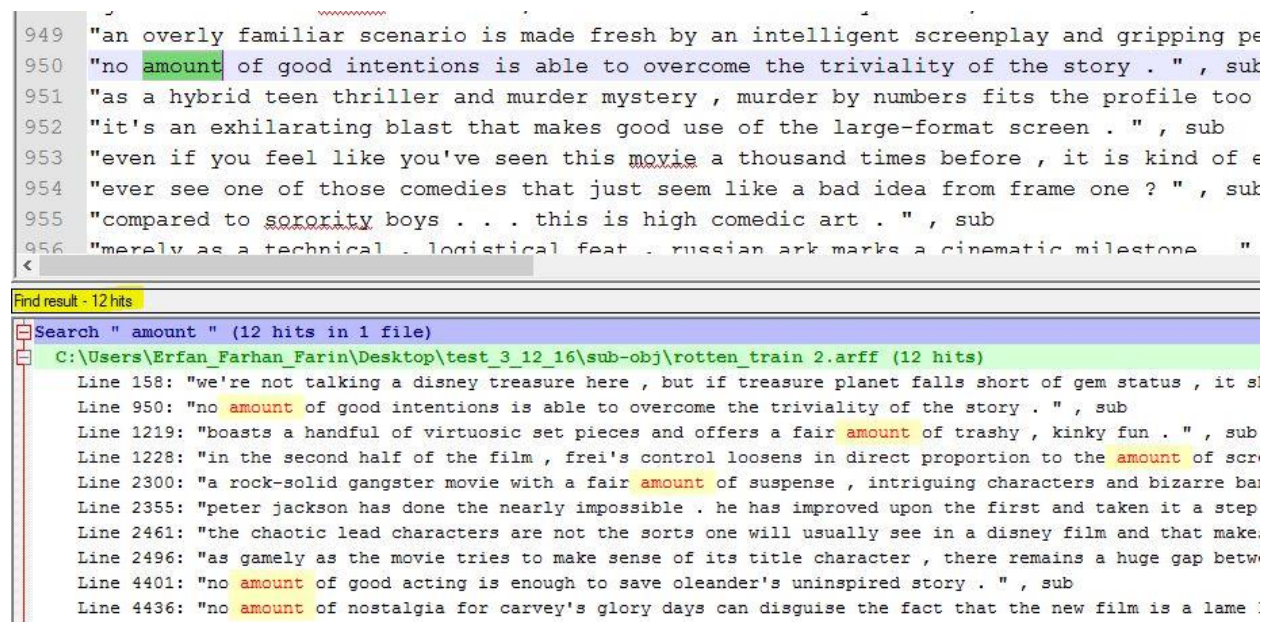 949 "an overly familiar scenario is made fresh by an intelligent screenplay and gripping pe
950 "no amount of good intentions is able to overcome the triviality of the story . " , sub
951 "as a hybrid teen thriller and murder mystery , murder by numbers fits the profile too
952 "it's an exhilarating blast that makes good use of the large-format screen . " , sub
953 "even if you feel like you've seen this movie a thousand times before , it is kind of e
954 "ever see one of those comedies that just seem like a bad idea from frame one ? " , sub
955 "compared to sorority boys . . . this is high comedic art . " , sub
956 "merely as a technical , logistical feat , russian ark marks a cinematic milestone . "
Find result - 12 hits
Search " amount " (12 hits in 1 file)
C:\Users\Erfan_Farhan_Farin\Desktop\test_3_12_16\sub-obj\rotten_train 2.arff (12 hits)
Line 158: "we're not talking a disney treasure here , but if treasure planet falls short of gem status , it s
Line 950: "no amount of good intentions is able to overcome the triviality of the story . " , sub
Line 1219: "boasts a handful of virtuosic set pieces and offers a fair amount of trashy , kinky fun . " , sub
Line 1228: "in the second half of the film , frei's control loosens in direct proportion to the amount of scr
Line 2300: "a rock-solid gangster movie with a fair amount of suspense , intriguing characters and bizarre ba
Line 2355: "peter jackson has done the nearly impossible . he has improved upon the first and taken it a step
Line 2461: "the chaotic lead characters are not the sorts one will usually see in a disney film and that make
Line 2496: "as gamely as the movie tries to make sense of its title character , there remains a huge gap betw
Line 4401: "no amount of good acting is enough to save oleander's uninspired story . " , sub
Line 4436: "no amount of nostalgia for carvey's glory days can disguise the fact that the new film is a lame